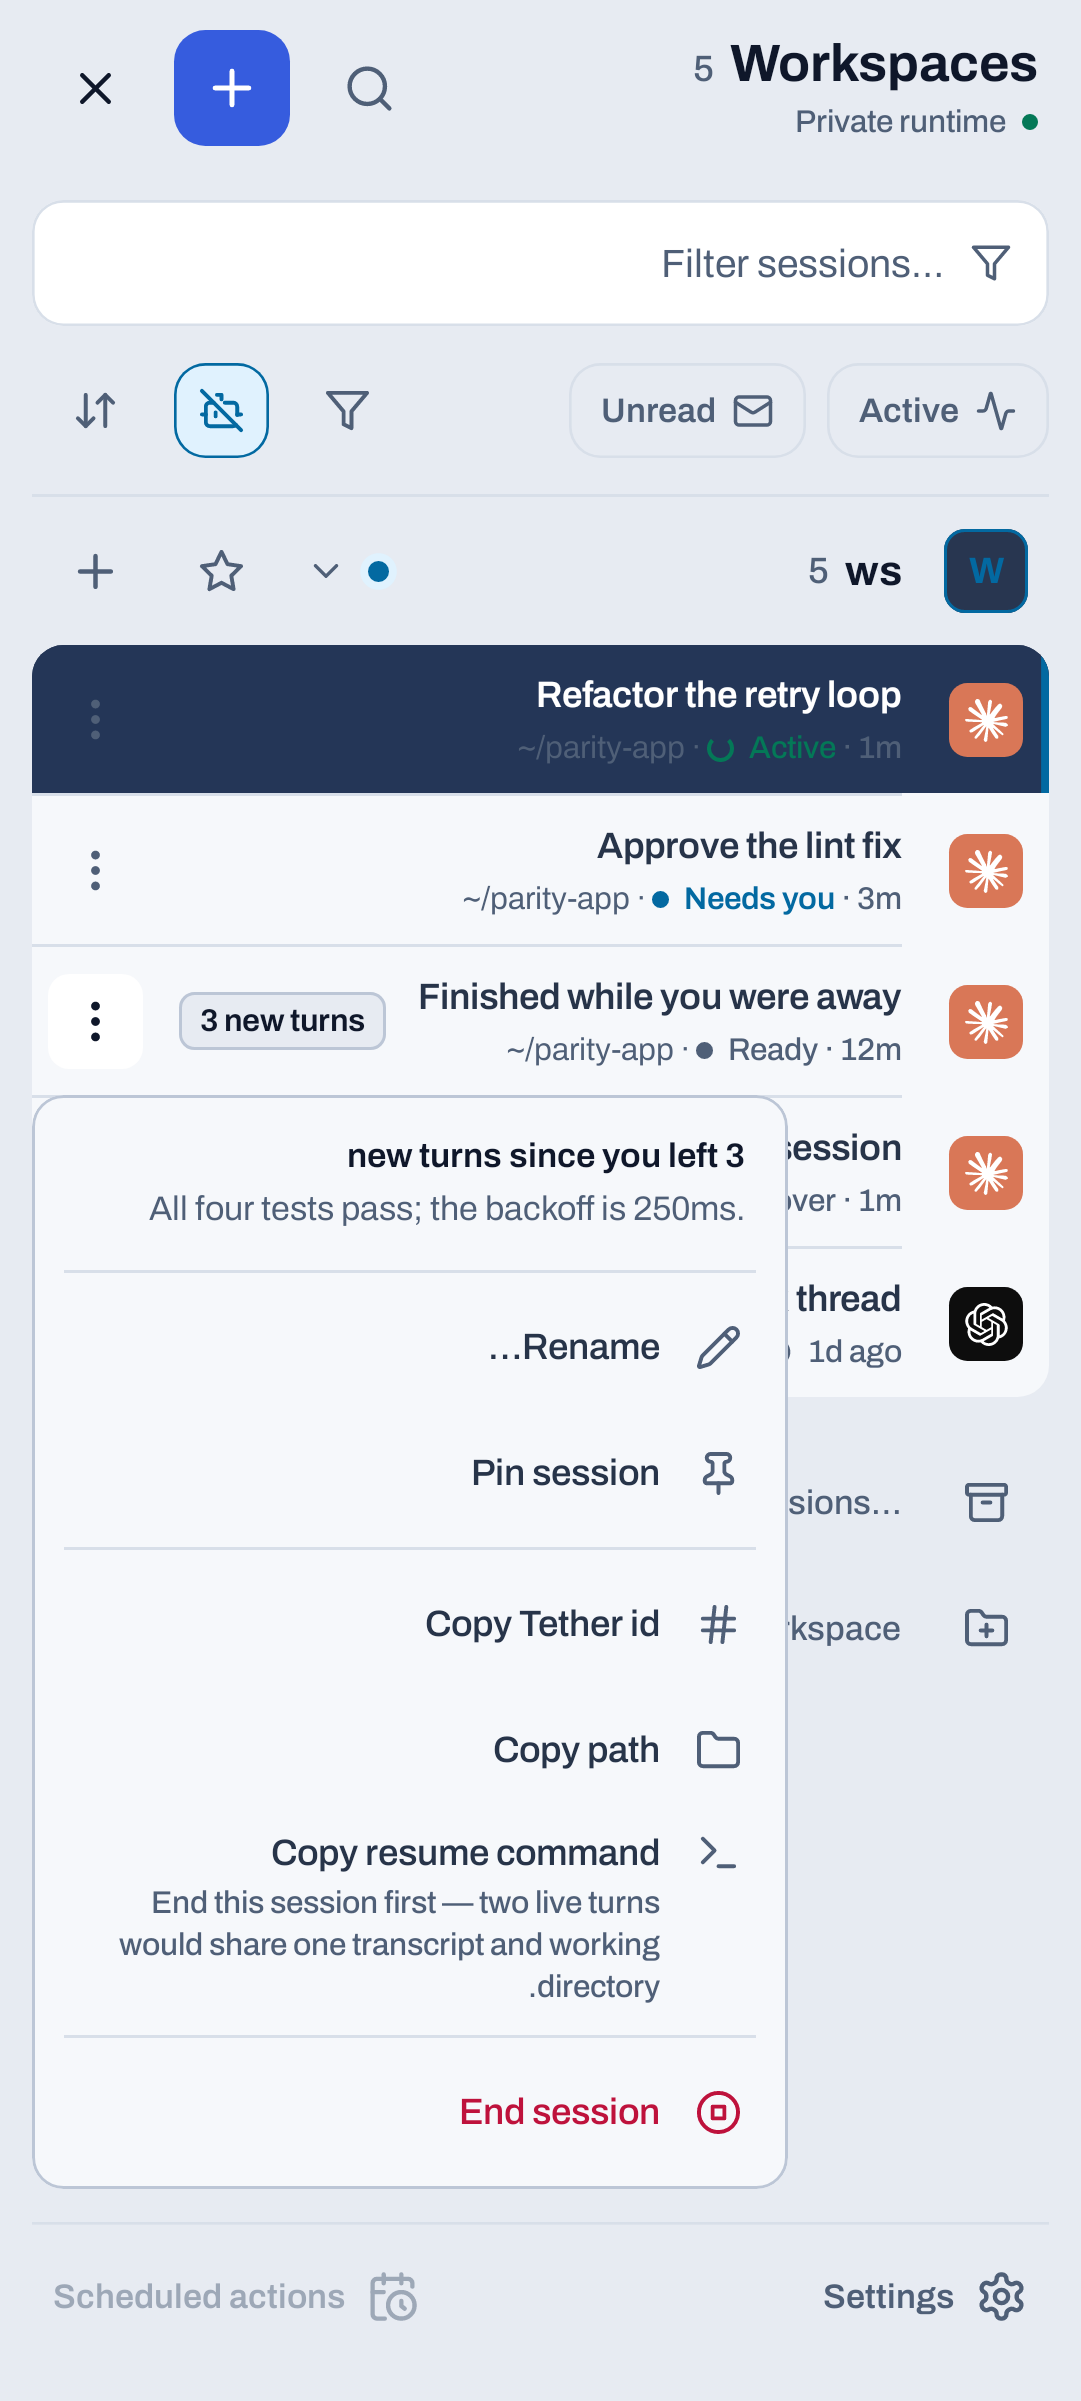 5 Workspaces
Private runtime
Filter sessions...
Unread
Active
5 ws
W
Refactor the retry loop
~/parity-app · Active · 1m
Approve the lint fix
~/parity-app · Needs you · 3m
3 new turns
Finished while you were away
~/parity-app · Ready · 12m
session
· 1m
new turns since you left 3
All four tests pass; the backoff is 250ms.
thread
1d ago
...Rename
Pin session
Copy Tether id
Copy path
Copy resume command
End this session first — two live turns
would share one transcript and working
.directory
End session
Scheduled actions
Settings